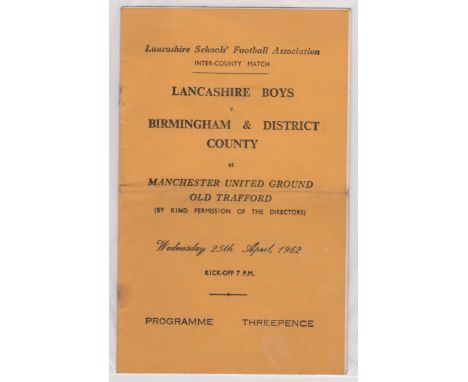 Lancashire Schools' Football Association
INTER-COUNTY MATCH
LANCASHIRE BOYS
v.
BIRMINGHAM & DISTRICT
COUNTY
at
MANCHESTER UNITED GROUND
OLD TRAFFORD
(BY KIND PERMISSION OF THE DIRECTORS)
Wednesday 25th. April, 1962
KICK-OFF 7 P.M.
PROGRAMME THREEPENCE